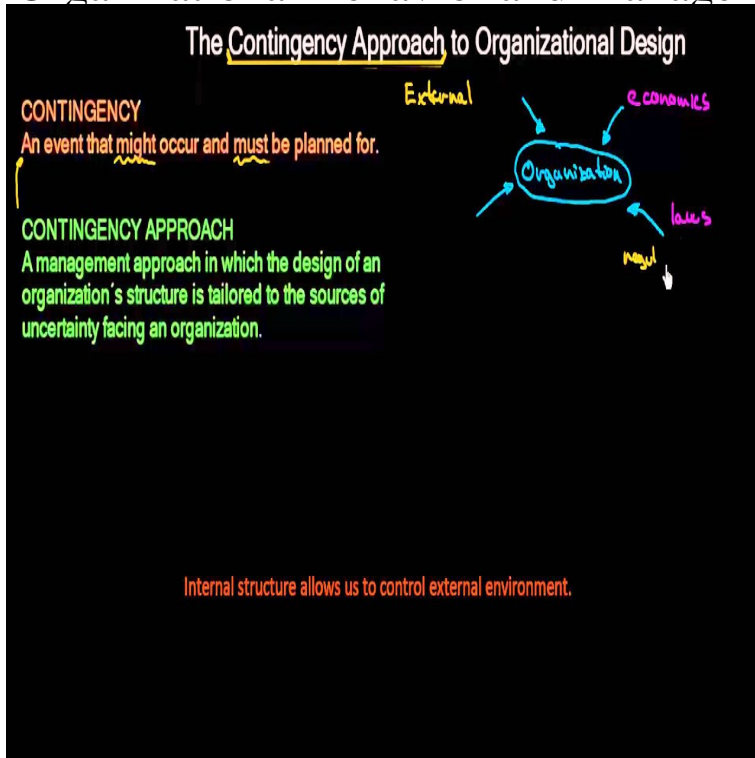 The Contingency Approach to Organizational Design
External
economics
CONTINGENCY
An event that might occur and must be planned for.
Organization
laws
CONTINGENCY APPROACH
A management approach in which the design of an
regul
organization´s structure is tailored to the sources of
uncertainty facing an organization.
Internal structure allows us to control external environment.